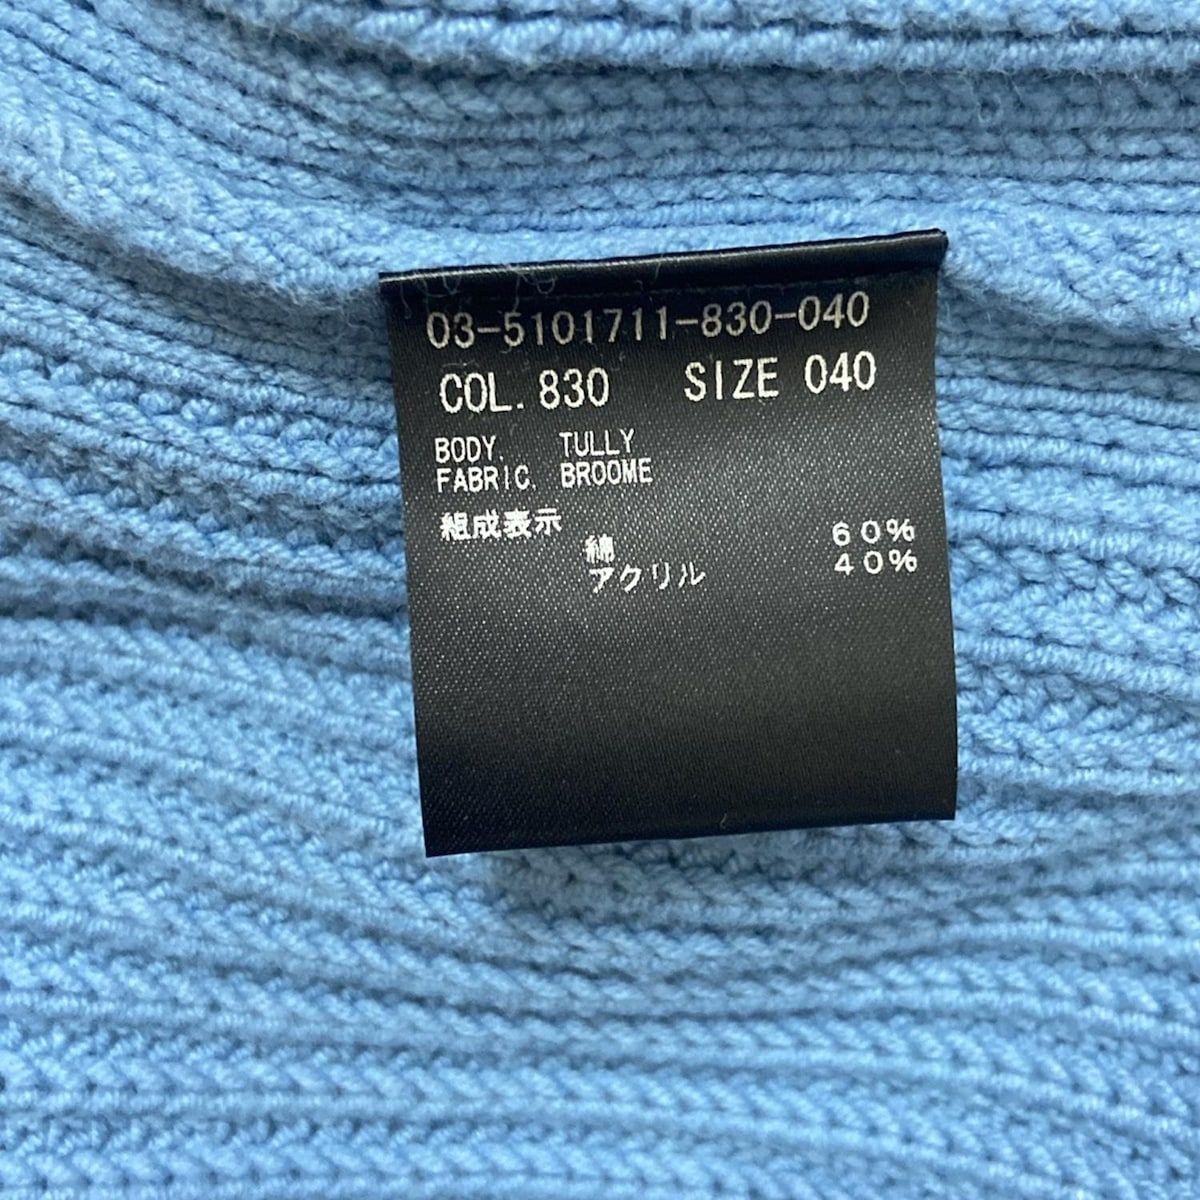 03-5101711-830-040
COL. 830 SIZE 040
BODY. TULLY
FABRIC. BROOME
組成表示
綿 60%
アクリル 40%